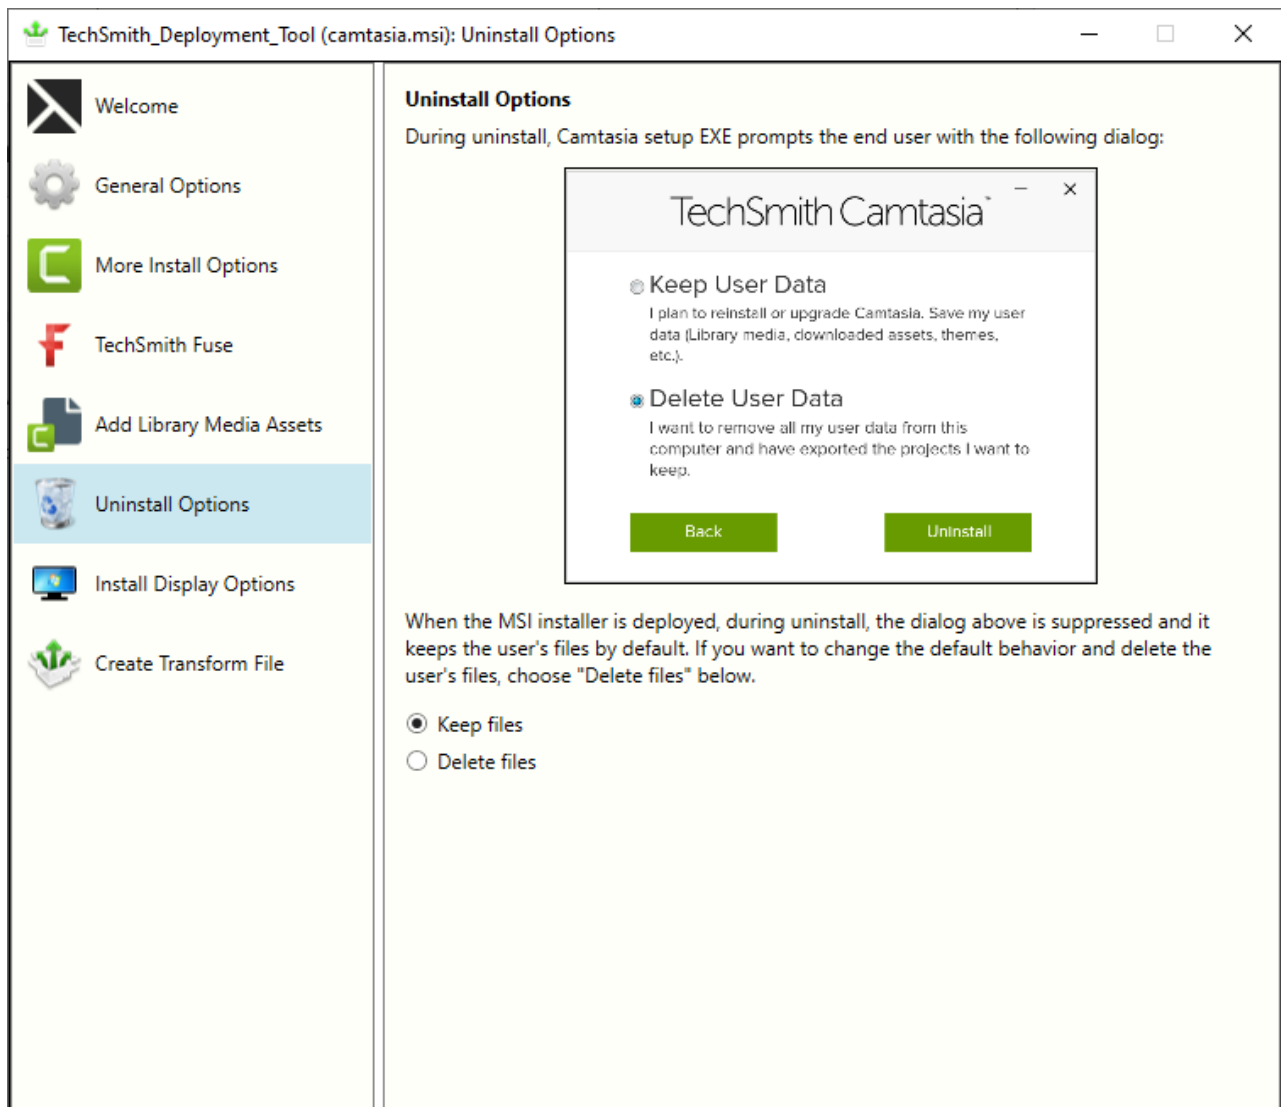 TechSmith_Deployment_Tool (camtasia.msi): Uninstall Options
Welcome
General Options
More Install Options
TechSmith Fuse
Add Library Media Assets
Uninstall Options
Install Display Options
Create Transform File
Uninstall Options
During uninstall, Camtasia setup EXE prompts the end user with the following dialog:
TechSmith Camtasia™
Keep User Data
I plan to reinstall or upgrade Camtasia. Save my user
data (Library media, downloaded assets, themes,
etc.).
Delete User Data
I want to remove all my user data from this
computer and have exported the projects I want to
keep.
Back
Uninstall
When the MSI installer is deployed, during uninstall, the dialog above is suppressed and it
keeps the user's files by default. If you want to change the default behavior and delete the
user's files, choose "Delete files" below.
Keep files
Delete files